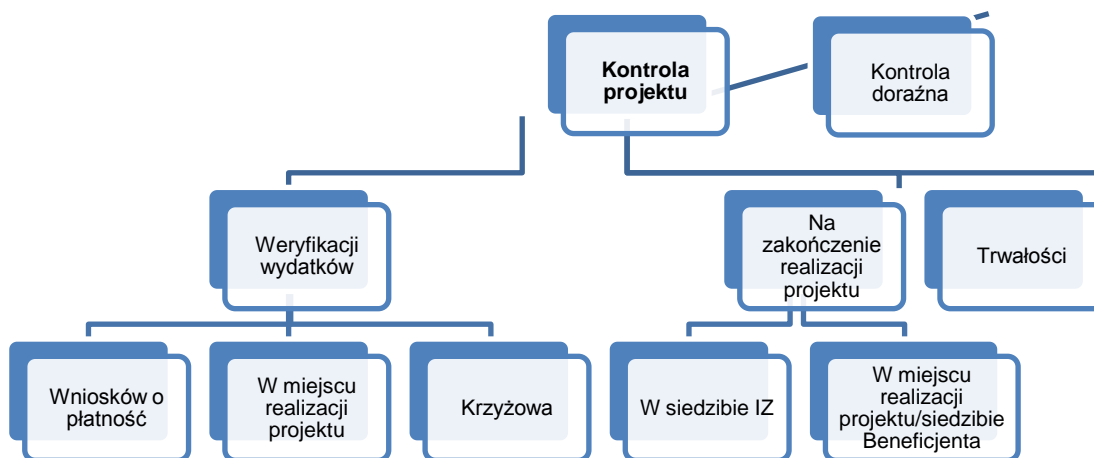 Kontrola
projektu
Kontrola
doraźna
Weryfikacji
wydatków
Na
zakończenie
realizacji
projektu
Trwałości
Wniosków o
płatność
W miejscu
realizacji
projektu
Krzyżowa
W siedzibie IZ
W miejscu
realizacji
projektu/siedzibie
Beneficjenta